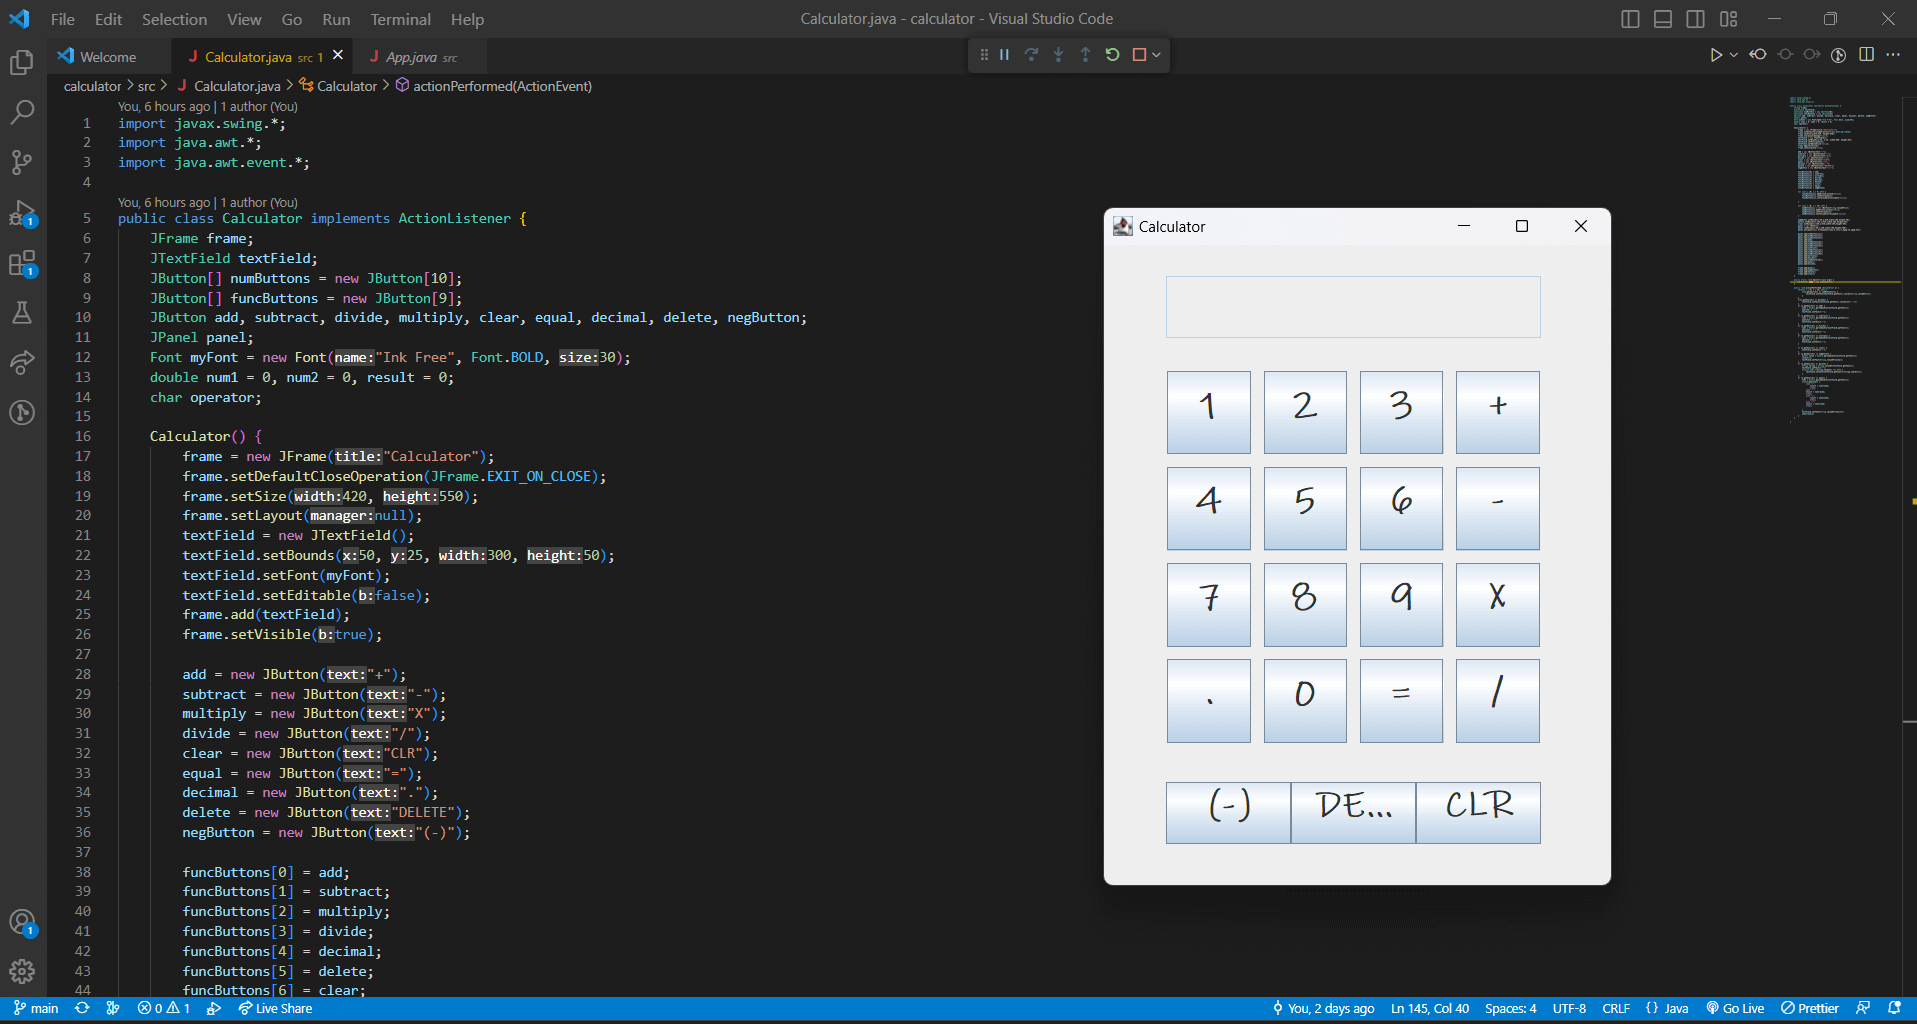 File Edit Selection View Go Run Terminal Help
Calculator.java - calculator - Visual Studio Code
Welcome
J Calculator.java src 1
J App.java src
calculator > src > J Calculator.java > Calculator > actionPerformed(ActionEvent)
You, 6 hours ago | 1 author (You)
1 import javax.swing.*;
2 import java.awt.*;
3 import java.awt.event.*;
4
You, 6 hours ago | 1 author (You)
5 public class Calculator implements ActionListener {
6 JFrame frame;
7 JTextField textField;
8 JButton[] numButtons = new JButton[10];
9 JButton[] funcButtons = new JButton[9];
10 JButton add, subtract, divide, multiply, clear, equal, decimal, delete, negButton;
11 JPanel panel;
12 Font myFont = new Font(name:"Ink Free", Font.BOLD, size:30);
13 double num1 = 0, num2 = 0, result = 0;
14 char operator;
15
16 Calculator() {
17 frame = new JFrame(title:"Calculator");
18 frame.setDefaultCloseOperation(JFrame.EXIT_ON_CLOSE);
19 frame.setSize(width:420, height:550);
20 frame.setLayout(manager:null);
21 textField = new JTextField();
22 textField.setBounds(x:50, y:25, width:300, height:50);
23 textField.setFont(myFont);
24 textField.setEditable(b:false);
25 frame.add(textField);
26 frame.setVisible(b:true);
27
28 add = new JButton(text:"+");
29 subtract = new JButton(text:"-");
30 multiply = new JButton(text:"X");
31 divide = new JButton(text:"/");
32 clear = new JButton(text:"CLR");
33 equal = new JButton(text:"=");
34 decimal = new JButton(text:".");
35 delete = new JButton(text:"DELETE");
36 negButton = new JButton(text:"(-)");
37
38 funcButtons[0] = add;
39 funcButtons[1] = subtract;
40 funcButtons[2] = multiply;
41 funcButtons[3] = divide;
42 funcButtons[4] = decimal;
43 funcButtons[5] = delete;
44 funcButtons[6] = clear;
Calculator
1 2 3 +
4 5 6 -
7 8 9 X
. 0 = /
(-) DE... CLR
1
1
1
main 0 1 Live Share
You, 2 days ago Ln 145, Col 40 Spaces: 4 UTF-8 CRLF {} Java Go Live Prettier